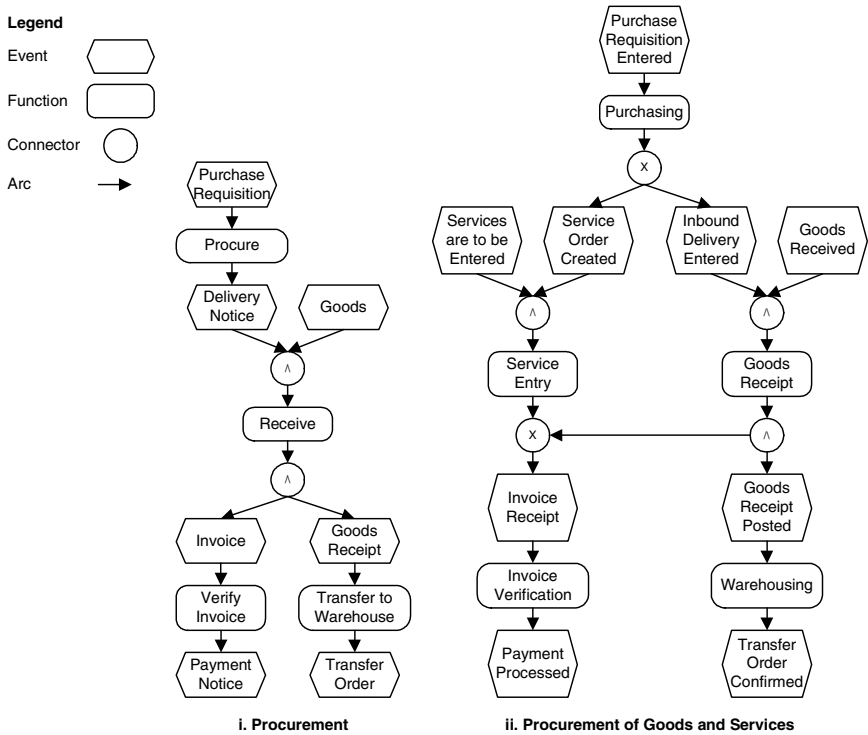 Legend
Event
Function
Connector
Arc
Purchase
Requisition
Procure
Delivery
Notice
Goods
∧
Receive
∧
Invoice
Goods
Receipt
Verify
Invoice
Transfer to
Warehouse
Payment
Notice
Transfer
Order
i. Procurement
Purchase
Requisition
Entered
Purchasing
X
Services
are to be
Entered
Service
Order
Created
Inbound
Delivery
Entered
Goods
Received
∧
∧
Service
Entry
Goods
Receipt
X
∧
Invoice
Receipt
Goods
Receipt
Posted
Invoice
Verification
Warehousing
Payment
Processed
Transfer
Order
Confirmed
ii. Procurement of Goods and Services